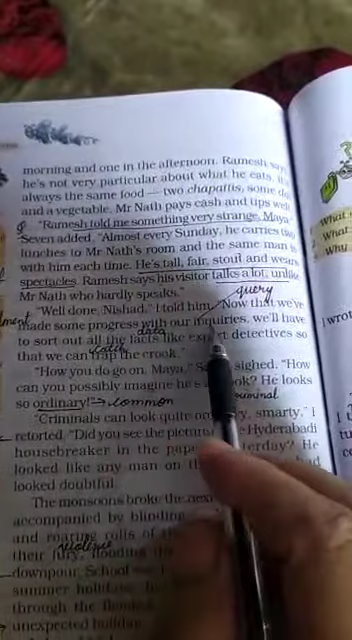 morning and one in the afternoon. Ramesh says
he's not very particular about what he eats. It's
always the same food — two chapattis, some dal
and a vegetable. Mr Nath pays cash and tips well.
"Ramesh told me something very strange," Maya
Seven added. "Almost every Sunday, he carries two
lunches to Mr Nath's room and the same man is
with him each time. He's tall, fair, stout and wears
spectacles. Ramesh says his visitor talks a lot, unlike
Mr Nath who hardly speaks."
query
"Well done, Nishad," I told him. "Now that we've
made some progress with our inquiries, we'll have
data
to sort out all the facts like expert detectives so
that we can trap the crook."
"How you do go on, Maya," sighed. "How
can you possibly imagine he's a crook? He looks
so ordinary!" → common
criminal
"Criminals can look quite ordinary, smarty," I
retorted. "Did you see the picture Hyderabadi
housebreaker in the paper yesterday? He
looked like any man on
looked doubtful.
The monsoons broke the next
accompanied by blinding
and roaring rolls of
violence
their fury, flooding the
downpour. School
summer holidays.
through the flooded
unexpected holiday
What
What
Why
I wrot